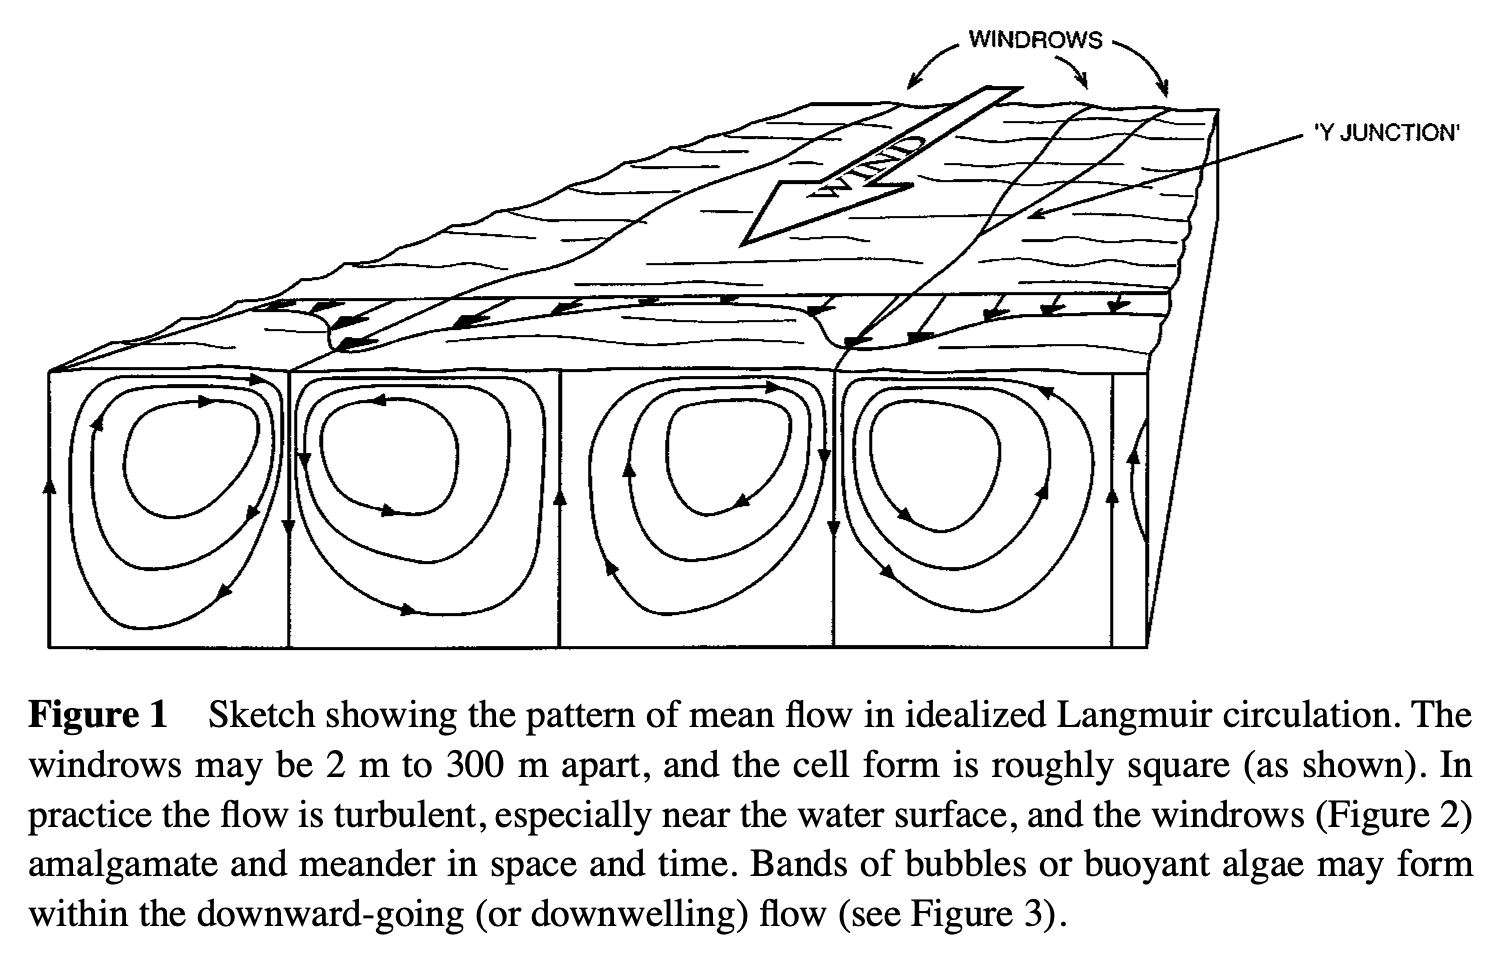 WINDROWS
'Y JUNCTION'
WIND
Figure 1 Sketch showing the pattern of mean flow in idealized Langmuir circulation. The
windrows may be 2 m to 300 m apart, and the cell form is roughly square (as shown). In
practice the flow is turbulent, especially near the water surface, and the windrows (Figure 2)
amalgamate and meander in space and time. Bands of bubbles or buoyant algae may form
within the downward-going (or downwelling) flow (see Figure 3).